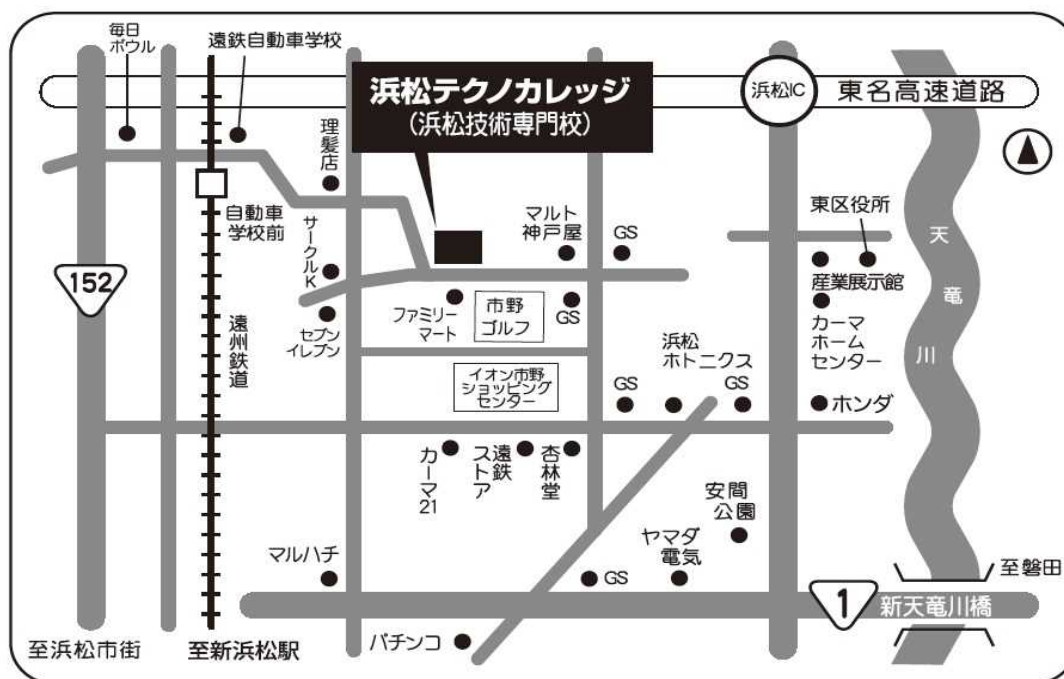 毎日
ボウル
遠鉄自動車学校
浜松テクノカレッジ
(浜松技術専門校)
浜松IC
東名高速道路
理髪店
自動車
学校前
サークルK
マルト
神戸屋
GS
東区役所
産業展示館
天竜川
152
遠州鉄道
セブン
イレブン
ファミリー
マート
市野
ゴルフ
GS
カーマ
ホーム
センター
イオン市野
ショッピング
センター
浜松
ホトニクス
GS
GS
ホンダ
カーマ21
遠鉄
ストア
杏林堂
安間
公園
マルハチ
GS
ヤマダ
電気
至磐田
1
新天竜川橋
至浜松市街
至新浜松駅
パチンコ